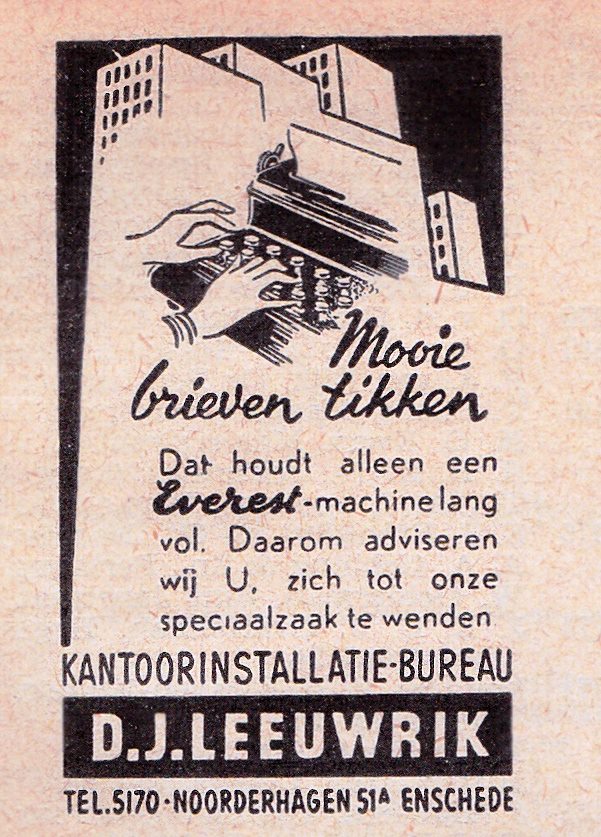 Mooie
brieven tikken
Dat houdt alleen een
Everest-machine lang
vol. Daarom adviseren
wij U, zich tot onze
speciaalzaak te wenden
KANTOORINSTALLATIE-BUREAU
D.J. LEEUWRIK
TEL. 5170 · NOORDERHAGEN 51A ENSCHEDE